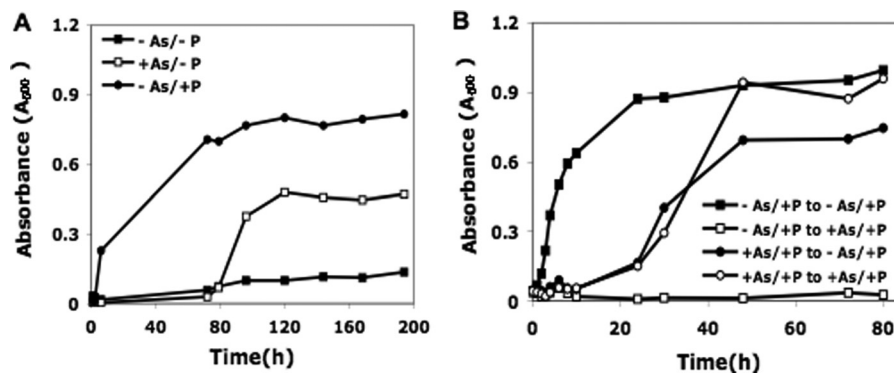 A
1.2
0.9
0.6
0.3
0
Absorbance (A600)
- As/- P
+As/- P
- As/+P
0 40 80 120 160 200
Time(h)
B
1.2
0.9
0.6
0.3
0.0
Absorbance (A600)
- As/+P to - As/+P
- As/+P to +As/+P
+As/+P to - As/+P
+As/+P to +As/+P
0 20 40 60 80
Time(h)